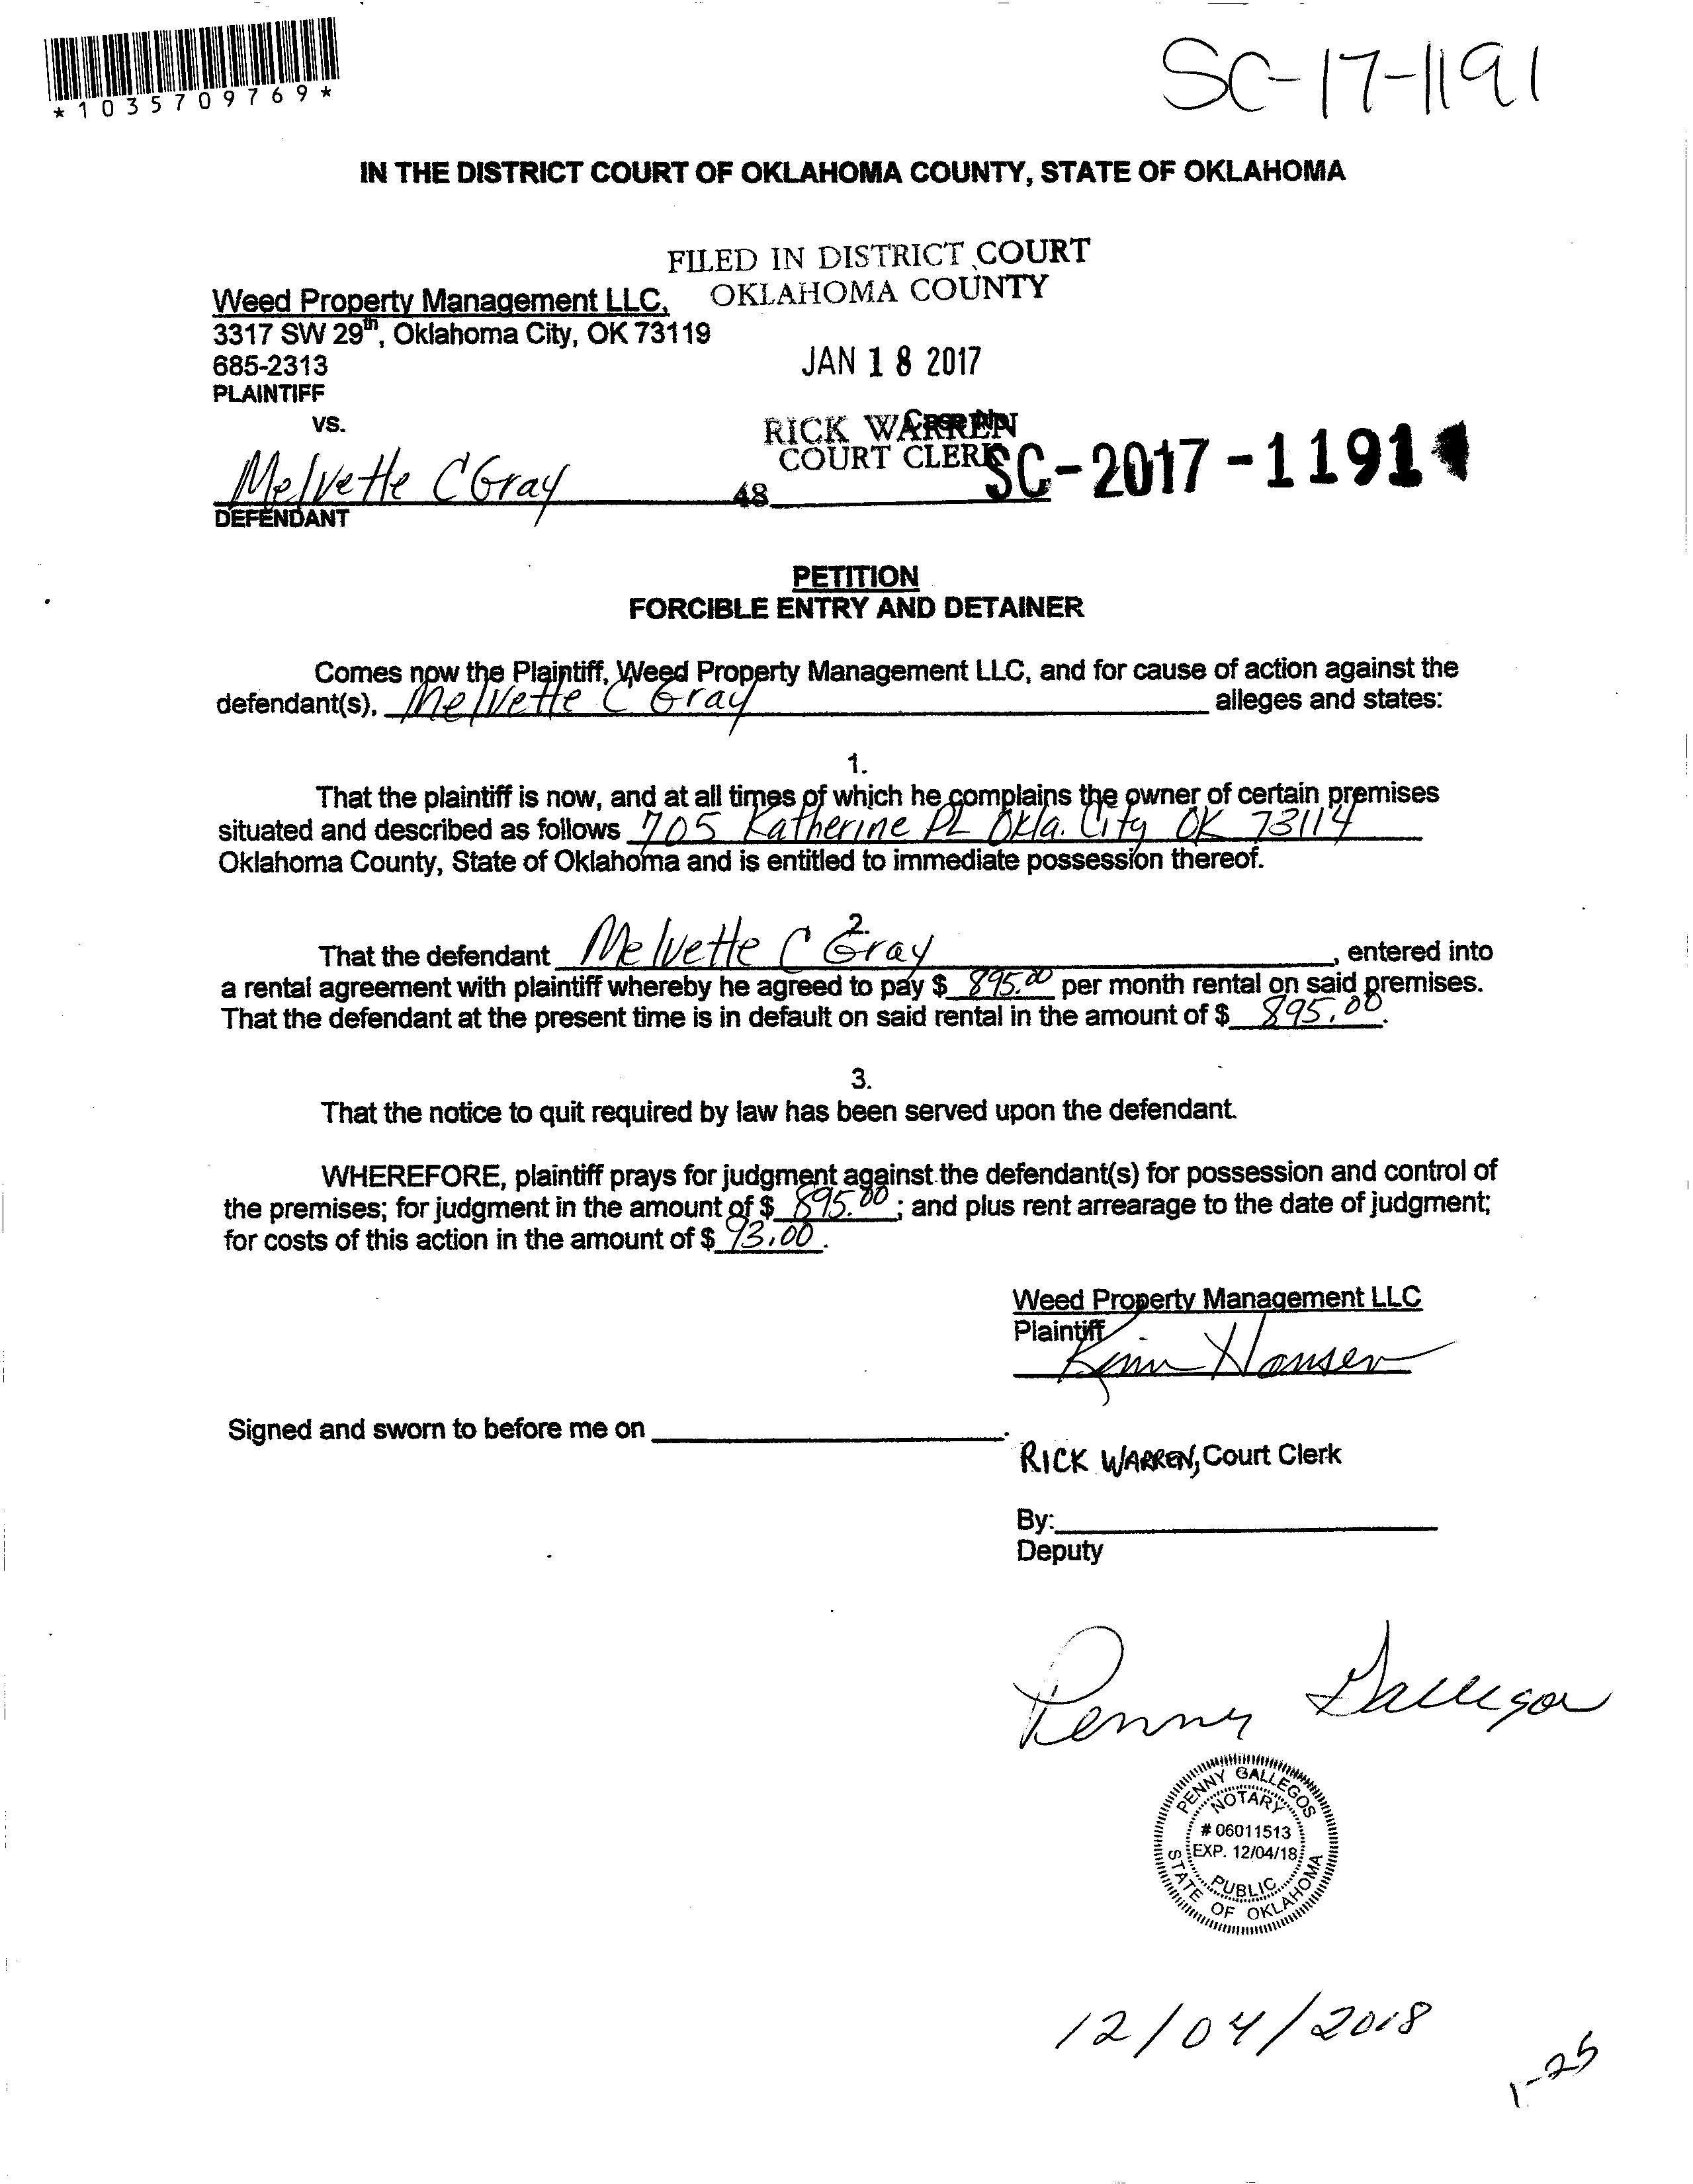 *1035709769*
SC-17-1191
IN THE DISTRICT COURT OF OKLAHOMA COUNTY, STATE OF OKLAHOMA
FILED IN DISTRICT COURT
OKLAHOMA COUNTY
Weed Property Management LLC,
3317 SW 29th, Oklahoma City, OK 73119
685-2313
JAN 18 2017
PLAINTIFF
vs.
RICK WARREN
COURT CLERK
SC-2017-1191
Melvette C Gray
48
DEFENDANT
PETITION
FORCIBLE ENTRY AND DETAINER
Comes now the Plaintiff, Weed Property Management LLC, and for cause of action against the
defendant(s), Melvette C Gray alleges and states:
1.
That the plaintiff is now, and at all times of which he complains the owner of certain premises
situated and described as follows 705 Katherine PL Okla. City OK 73114
Oklahoma County, State of Oklahoma and is entitled to immediate possession thereof.
2.
That the defendant Melvette C Gray, entered into
a rental agreement with plaintiff whereby he agreed to pay $ 895.00 per month rental on said premises.
That the defendant at the present time is in default on said rental in the amount of $ 895.00.
3.
That the notice to quit required by law has been served upon the defendant.
WHEREFORE, plaintiff prays for judgment against the defendant(s) for possession and control of
the premises; for judgment in the amount of $ 895.00; and plus rent arrearage to the date of judgment;
for costs of this action in the amount of $ 93.00.
Weed Property Management LLC
Plaintiff
Kim Hansen
Signed and sworn to before me on
RICK WARREN, Court Clerk
By:
Deputy
Penny Gallegos
PENNY GALLEGOS
NOTARY
# 06011513
EXP. 12/04/18
PUBLIC
STATE OF OKLAHOMA
12/04/2018
1-25